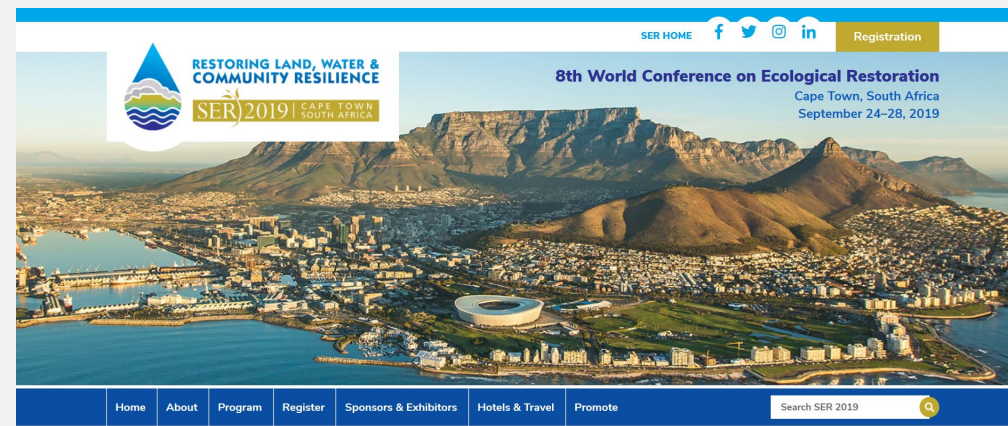 SER HOME
Registration
RESTORING LAND, WATER &
COMMUNITY RESILIENCE
SER 2019 CAPE TOWN
SOUTH AFRICA
8th World Conference on Ecological Restoration
Cape Town, South Africa
September 24–28, 2019
Home About Program Register Sponsors & Exhibitors Hotels & Travel Promote
Search SER 2019